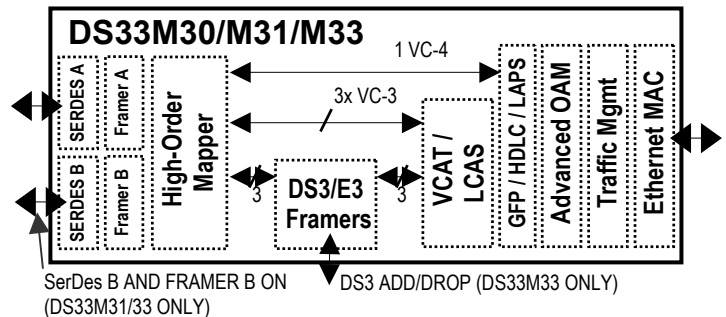 DS33M30/M31/M33
1 VC-4
3x VC-3
SERDES A
Framer A
SERDES B
Framer B
High-Order
Mapper
3
DS3/E3
Framers
3
VCAT /
LCAS
GFP / HDLC / LAPS
Advanced OAM
Traffic Mgmt
Ethernet MAC
SerDes B AND FRAMER B ON
(DS33M31/33 ONLY)
DS3 ADD/DROP (DS33M33 ONLY)